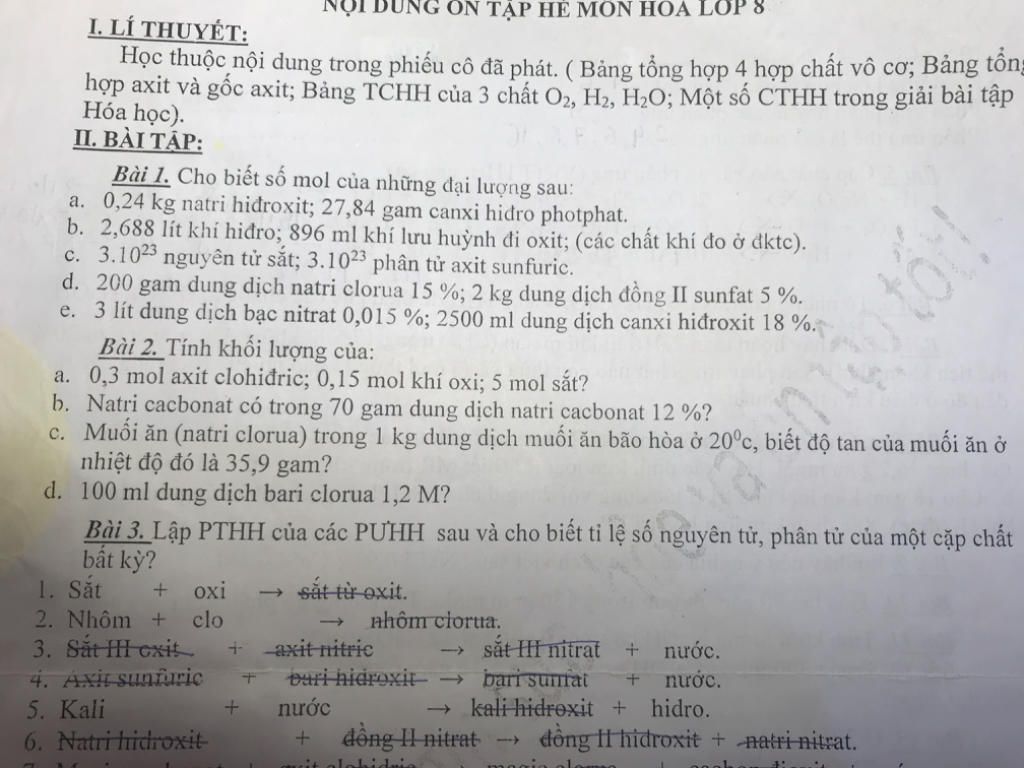 NỘI DUNG ÔN TẬP HÈ MÔN HÓA LỚP 8
I. LÍ THUYẾT:
Học thuộc nội dung trong phiếu cô đã phát. ( Bảng tổng hợp 4 hợp chất vô cơ; Bảng tổng
hợp axit và gốc axit; Bảng TCHH của 3 chất O₂, H₂, H₂O; Một số CTHH trong giải bài tập
Hóa học).
II. BÀI TẬP:
Bài 1. Cho biết số mol của những đại lượng sau:
a. 0,24 kg natri hiđroxit; 27,84 gam canxi hiđro photphat.
b. 2,688 lít khí hiđro; 896 ml khí lưu huỳnh đi oxit; (các chất khí đo ở đktc).
c. 3.10²³ nguyên tử sắt; 3.10²³ phân tử axit sunfuric.
d. 200 gam dung dịch natri clorua 15 %; 2 kg dung dịch đồng II sunfat 5 %.
e. 3 lít dung dịch bạc nitrat 0,015 %; 2500 ml dung dịch canxi hiđroxit 18 %.
Bài 2. Tính khối lượng của:
a. 0,3 mol axit clohiđric; 0,15 mol khí oxi; 5 mol sắt?
b. Natri cacbonat có trong 70 gam dung dịch natri cacbonat 12 %?
c. Muối ăn (natri clorua) trong 1 kg dung dịch muối ăn bão hòa ở 20⁰c, biết độ tan của muối ăn ở
nhiệt độ đó là 35,9 gam?
d. 100 ml dung dịch bari clorua 1,2 M?
Bài 3. Lập PTHH của các PƯHH sau và cho biết tỉ lệ số nguyên tử, phân tử của một cặp chất
bất kỳ?
1. Sắt + oxi → sắt từ oxit.
2. Nhôm + clo → nhôm clorua.
3. Sắt III oxit + axit nitric → sắt III nitrat + nước.
4. Axit sunfuric + bari hidroxit → bari sunfat + nước.
5. Kali + nước → kali hidroxit + hidro.
6. Natri hidroxit + đồng II nitrat → đồng II hidroxit + natri nitrat.